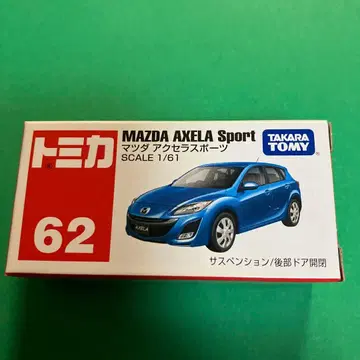 トミカ
62
MAZDA AXELA Sport
マツダ アクセラスポーツ
SCALE 1/61
TAKARA
TOMY
AXELA
サスペンション/後部ドア開閉